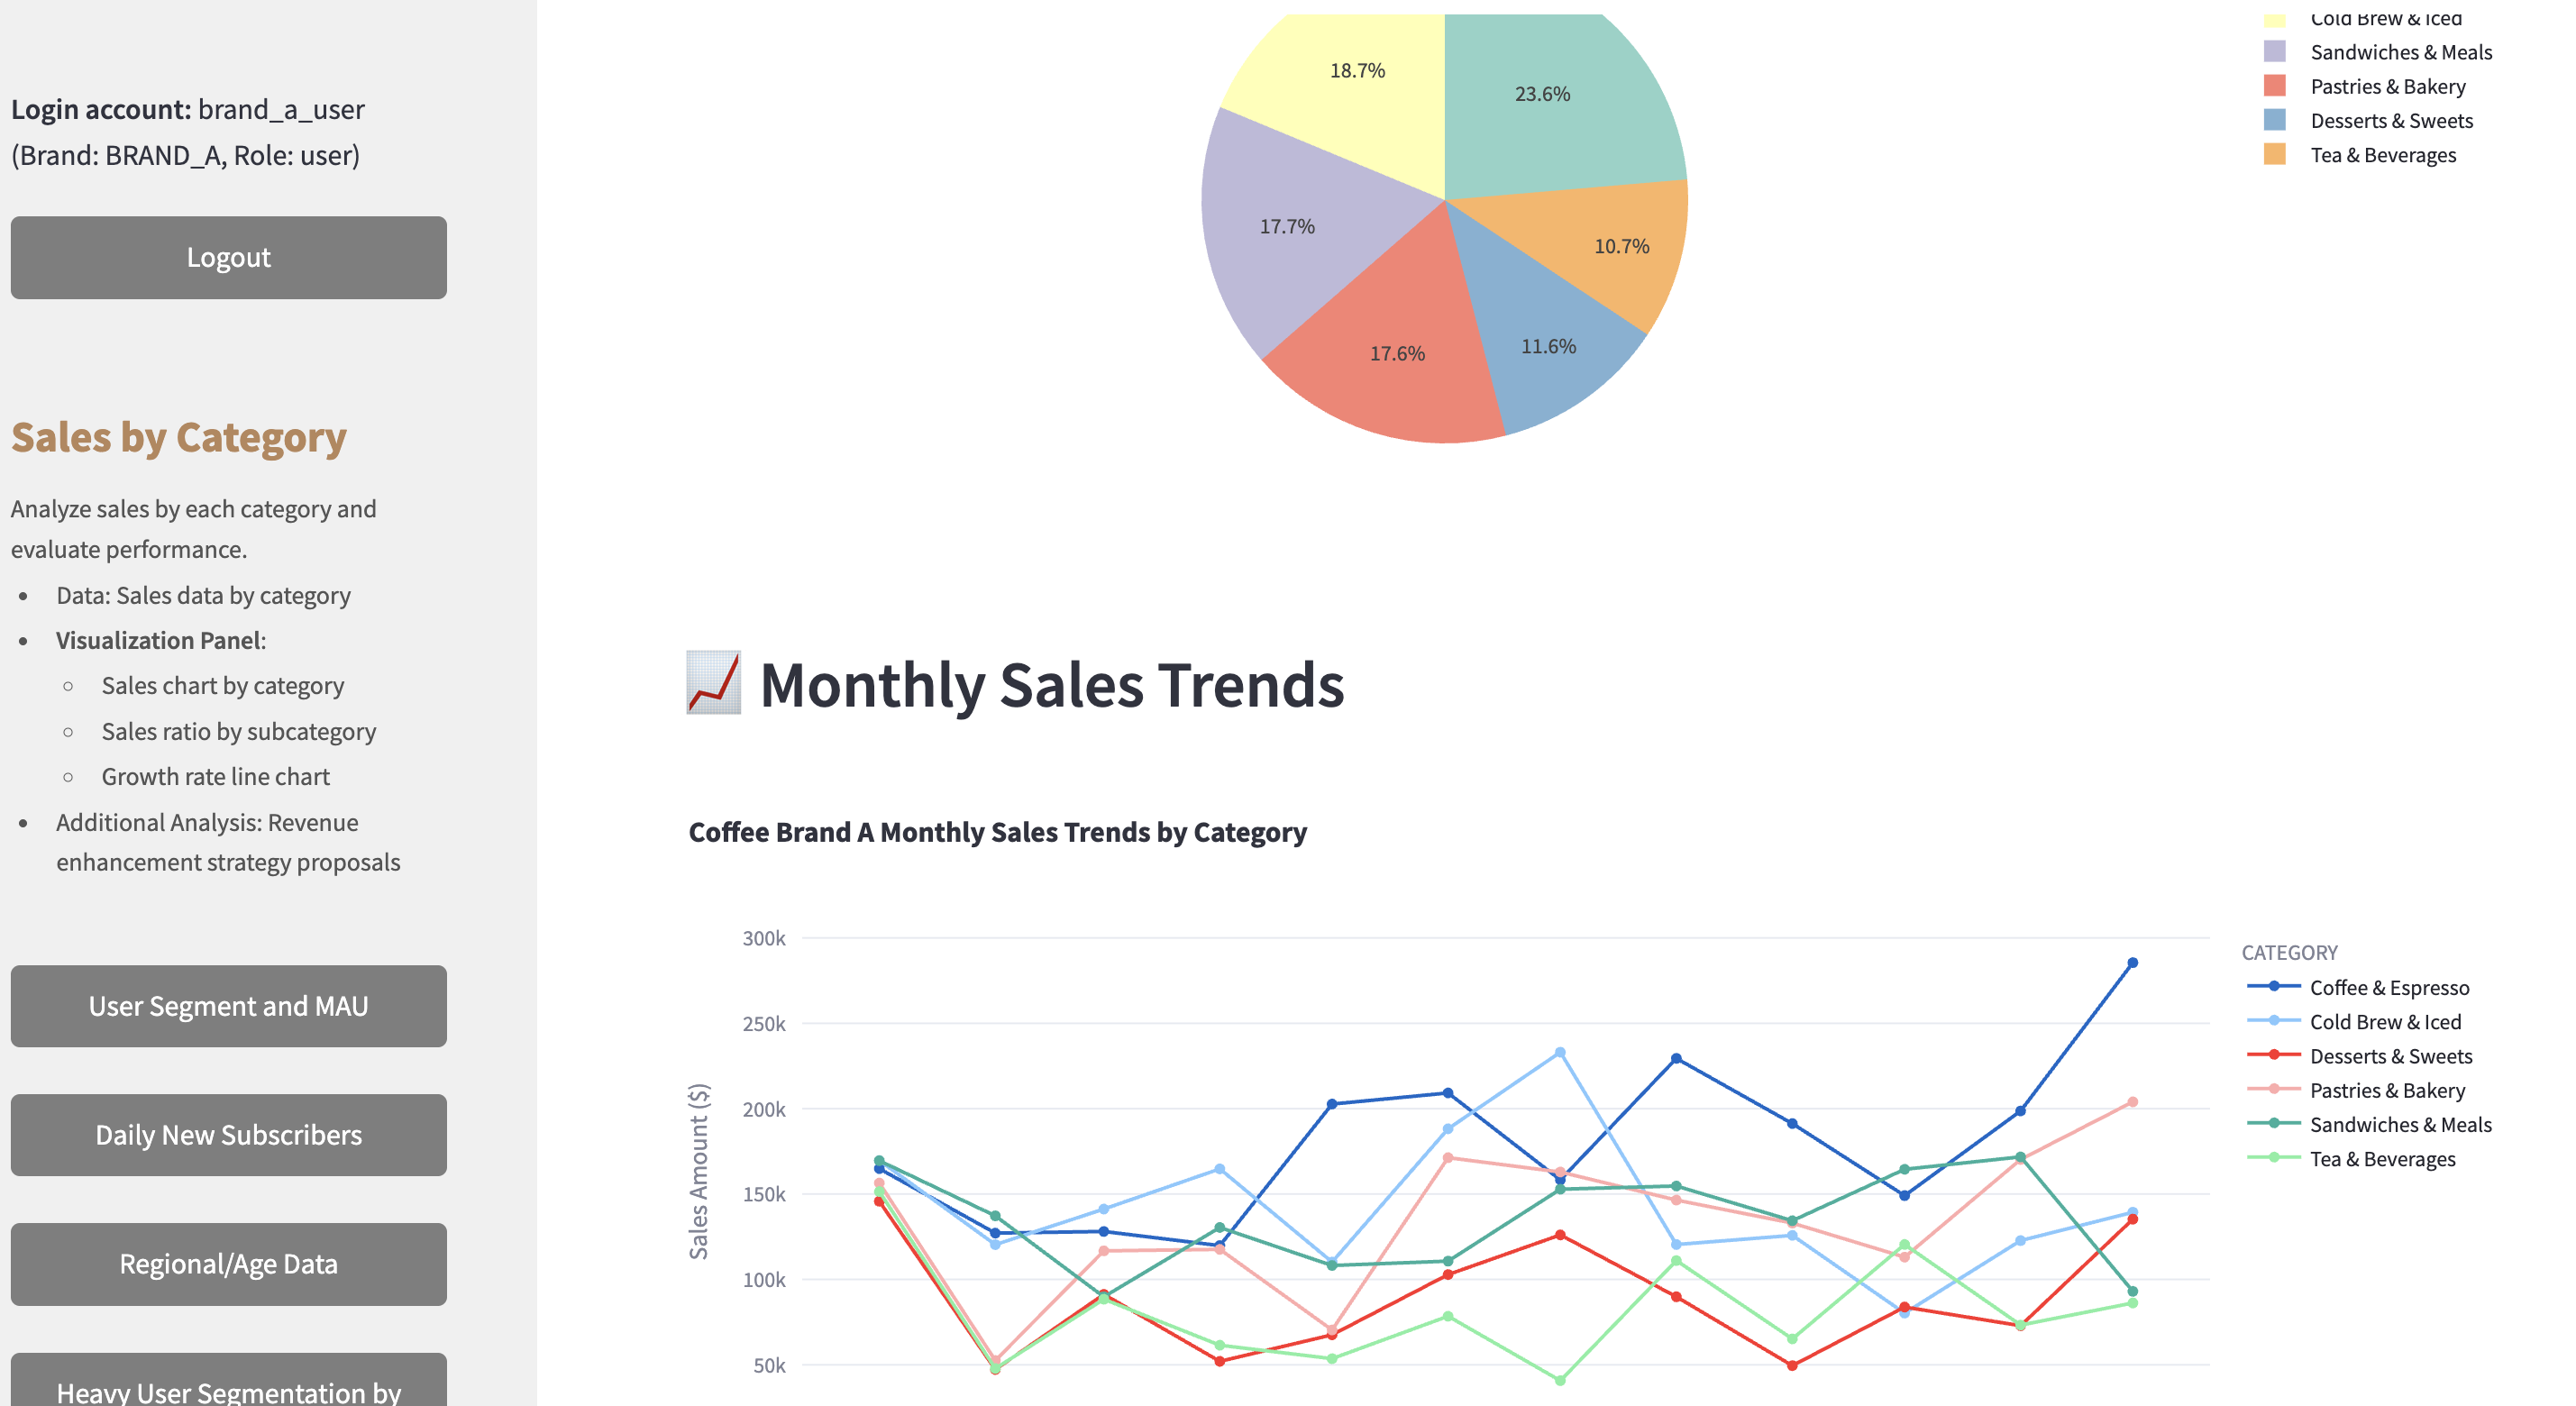 Login account: brand_a_user
(Brand: BRAND_A, Role: user)
Logout
Sales by Category
Analyze sales by each category and
evaluate performance.
Data: Sales data by category
Visualization Panel:
Sales chart by category
Sales ratio by subcategory
Growth rate line chart
Additional Analysis: Revenue
enhancement strategy proposals
User Segment and MAU
Daily New Subscribers
Regional/Age Data
Heavy User Segmentation by
18.7%
23.6%
17.7%
10.7%
17.6%
11.6%
Cold Brew & Iced
Sandwiches & Meals
Pastries & Bakery
Desserts & Sweets
Tea & Beverages
Monthly Sales Trends
Coffee Brand A Monthly Sales Trends by Category
300k
250k
200k
150k
100k
50k
Sales Amount ($)
CATEGORY
Coffee & Espresso
Cold Brew & Iced
Desserts & Sweets
Pastries & Bakery
Sandwiches & Meals
Tea & Beverages